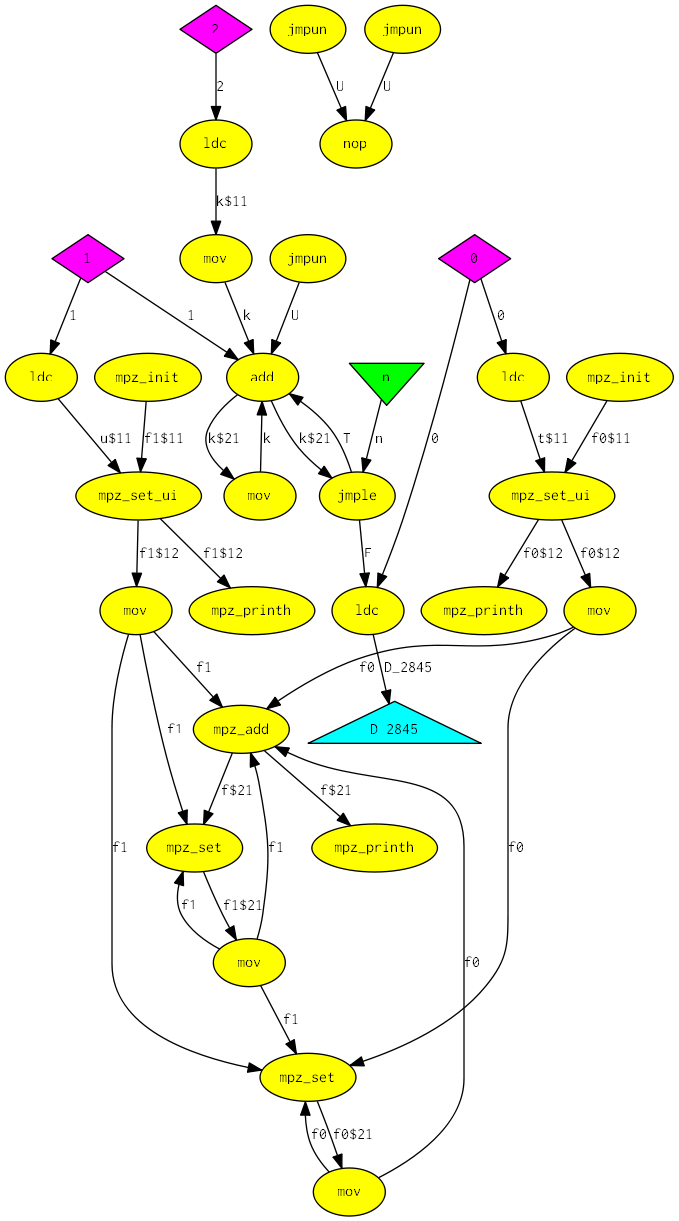 2
jmpun
jmpun
2
U
U
ldc
nop
k$11
1
mov
jmpun
0
1
1
k
U
0
ldc
mpz_init
add
n
ldc
mpz_init
u$11
f1$11
k$21
k
k$21
T
n
0
t$11
f0$11
mpz_set_ui
mov
jmple
mpz_set_ui
f1$12
f1$12
F
f0$12
f0$12
mov
mpz_printh
ldc
mpz_printh
mov
f1
f0
D_2845
mpz_add
D_2845
f1
f$21
f$21
f1
mpz_set
mpz_printh
f1
f0
f1
f1$21
mov
f0
f1
mpz_set
f0
f0$21
mov